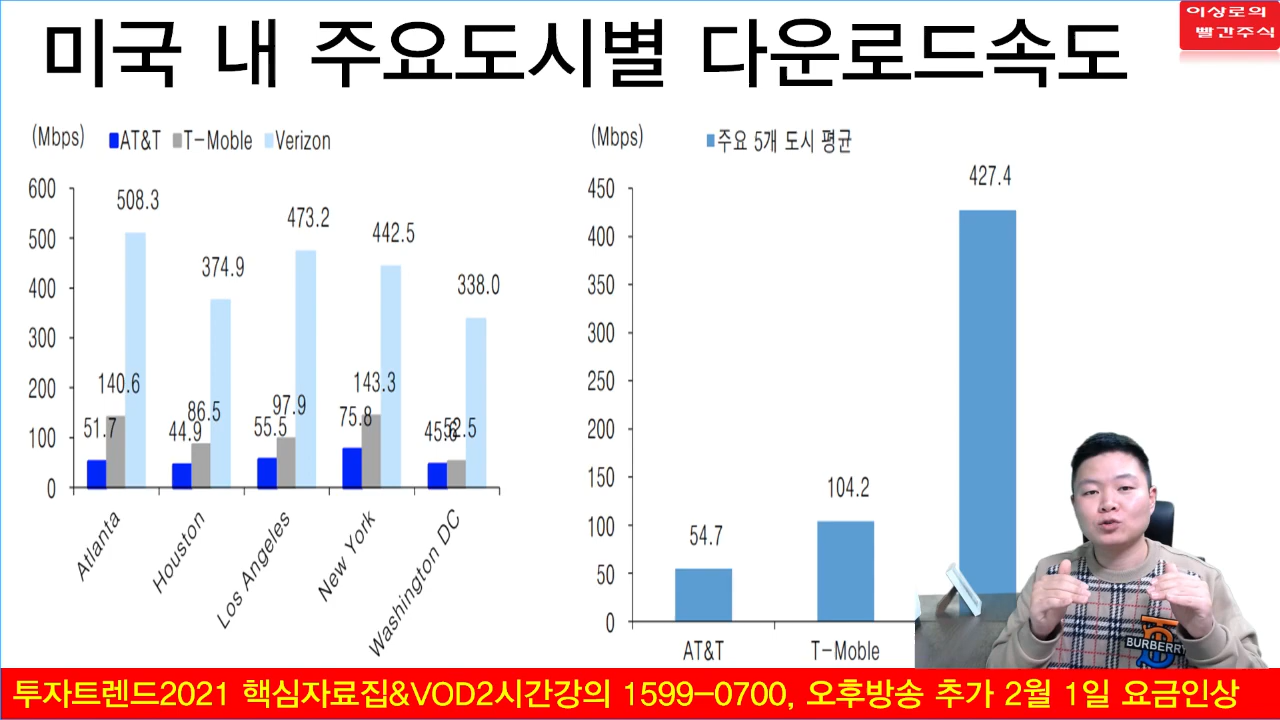 미국 내 주요도시별 다운로드속도
이상로의
빨간주식
(Mbps)
AT&T T-Moble Verizon
600
500
400
300
200
100
0
508.3
374.9
473.2
442.5
338.0
140.6
86.5
97.9
143.3
52.5
51.7
44.9
55.5
75.8
45.6
Atlanta
Houston
Los Angeles
New York
Washington DC
(Mbps)
주요 5개 도시 평균
450
400
350
300
250
200
150
100
50
0
54.7
104.2
427.4
AT&T
T-Moble
BURBERRY
투자트렌드2021 핵심자료집&VOD2시간강의 1599-0700, 오후방송 추가 2월 1일 요금인상